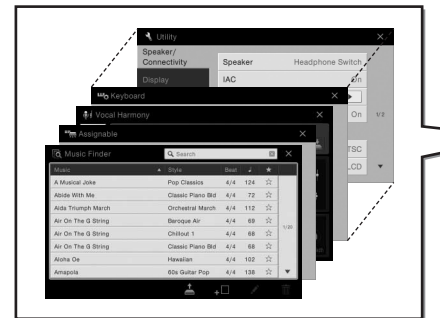 Utility
Speaker/
Connectivity
Speaker Headphone Switch
Display
IAC On
Keyboard
On 1/2
Vocal Harmony
Assignable
TSC
LCD
Music Finder Search
Music Style Beat ★
A Musical Joke Pop Classics 4/4 124 ☆
Abide With Me Classic Piano Bld 4/4 72 ☆
Aida Triumph March Orchestral March 4/4 112 ☆
Air On The G String Baroque Air 4/4 69 ☆
1/20
Air On The G String Chillout 1 4/4 68 ☆
Air On The G String Classic Piano Bld 4/4 66 ☆
Aloha Oe Hawaiian 4/4 102 ☆
Amapola 60s Guitar Pop 4/4 138 ☆